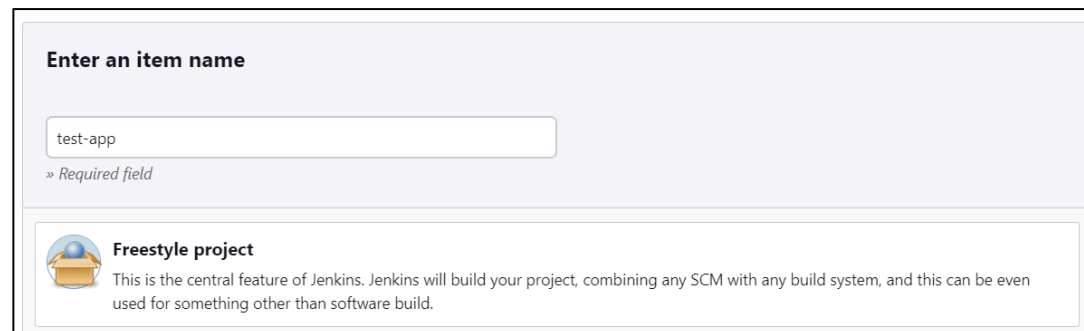 Enter an item name
test-app
» Required field
Freestyle project
This is the central feature of Jenkins. Jenkins will build your project, combining any SCM with any build system, and this can be even
used for something other than software build.